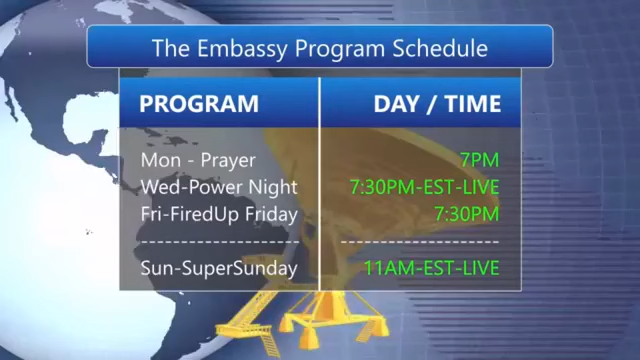 The Embassy Program Schedule
PROGRAM DAY / TIME
Mon - Prayer 7PM
Wed-Power Night 7:30PM-EST-LIVE
Fri-FiredUp Friday 7:30PM
-------------------- --------------------
Sun-SuperSunday 11AM-EST-LIVE